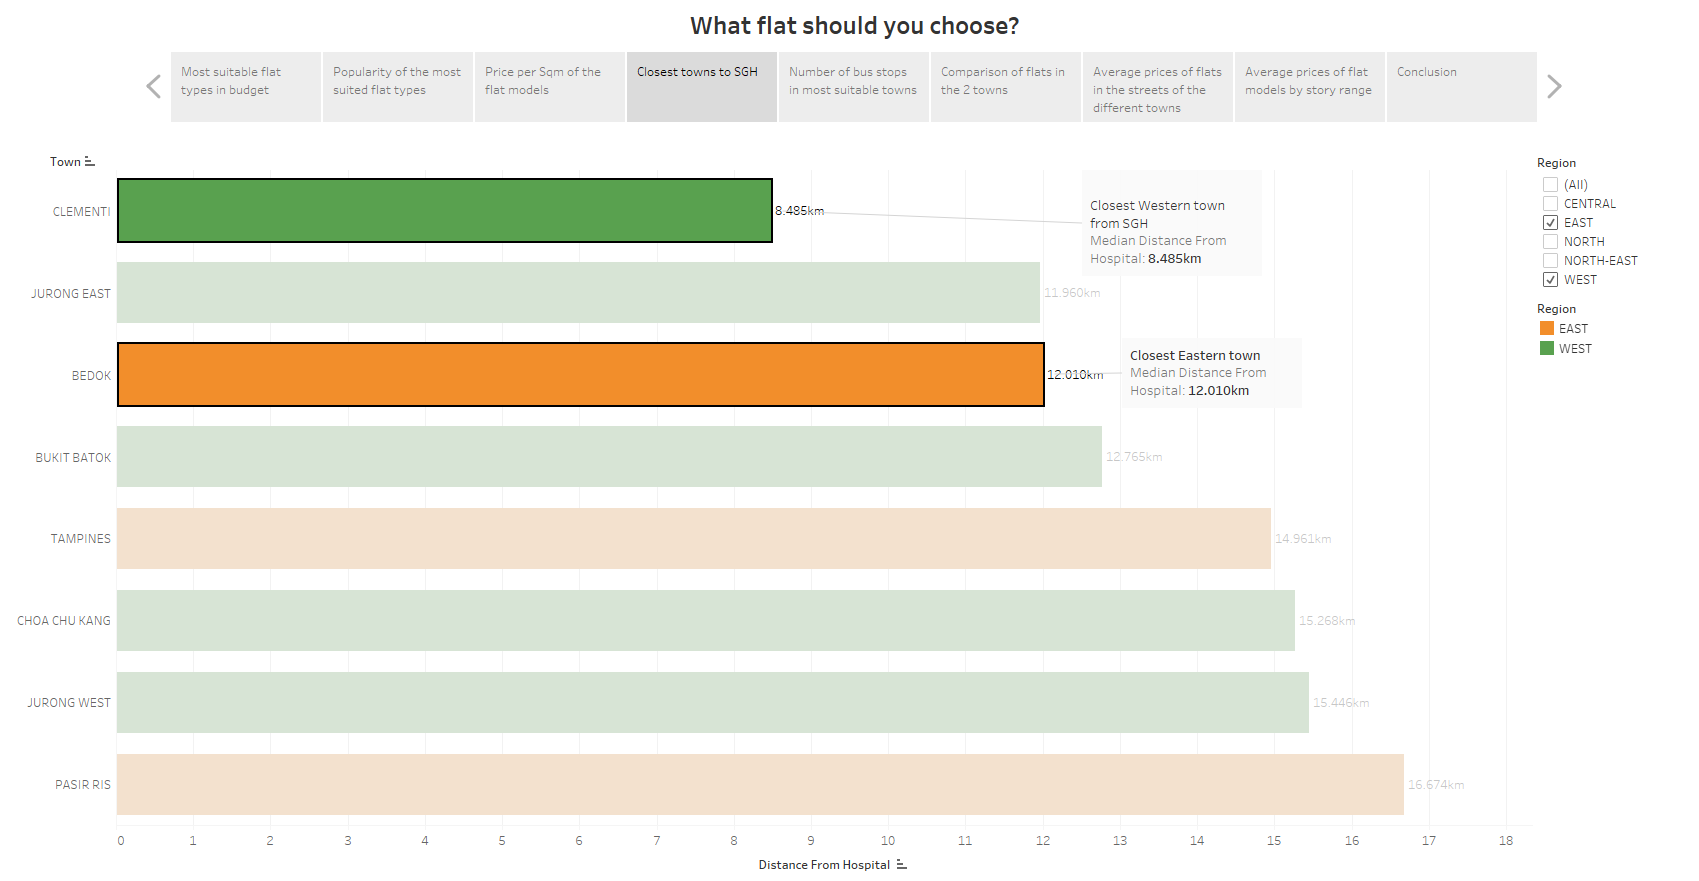 What flat should you choose?
Most suitable flat
types in budget
Popularity of the most
suited flat types
Price per Sqm of the
flat models
Closest towns to SGH
Number of bus stops
in most suitable towns
Comparison of flats in
the 2 towns
Average prices of flats
in the streets of the
different towns
Average prices of flat
models by story range
Conclusion
Town
CLEMENTI
8.485km
Closest Western town
from SGH
Median Distance From
Hospital: 8.485km
JURONG EAST
11.960km
BEDOK
12.010km
Closest Eastern town
Median Distance From
Hospital: 12.010km
BUKIT BATOK
12.765km
TAMPINES
14.961km
CHOA CHU KANG
15.268km
JURONG WEST
15.446km
PASIR RIS
16.674km
0 1 2 3 4 5 6 7 8 9 10 11 12 13 14 15 16 17 18
Distance From Hospital
Region
(All)
CENTRAL
EAST
NORTH
NORTH-EAST
WEST
Region
EAST
WEST